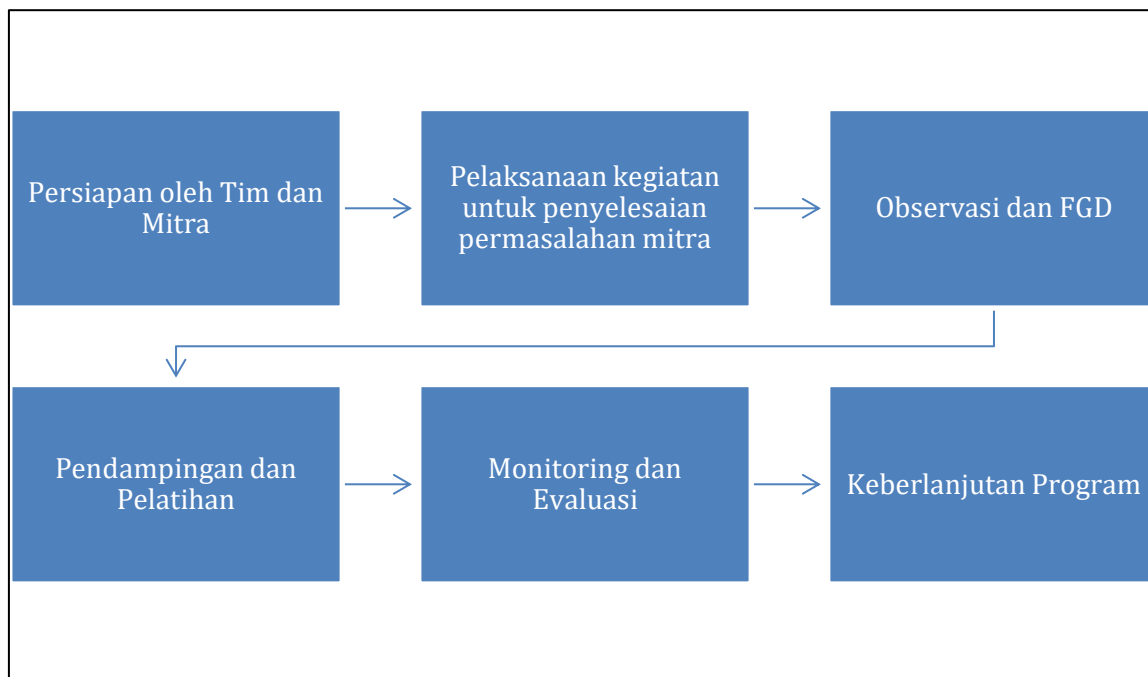 Persiapan oleh Tim dan
Mitra
Pelaksanaan kegiatan
untuk penyelesaian
permasalahan mitra
Observasi dan FGD
Pendampingan dan
Pelatihan
Monitoring dan
Evaluasi
Keberlanjutan Program